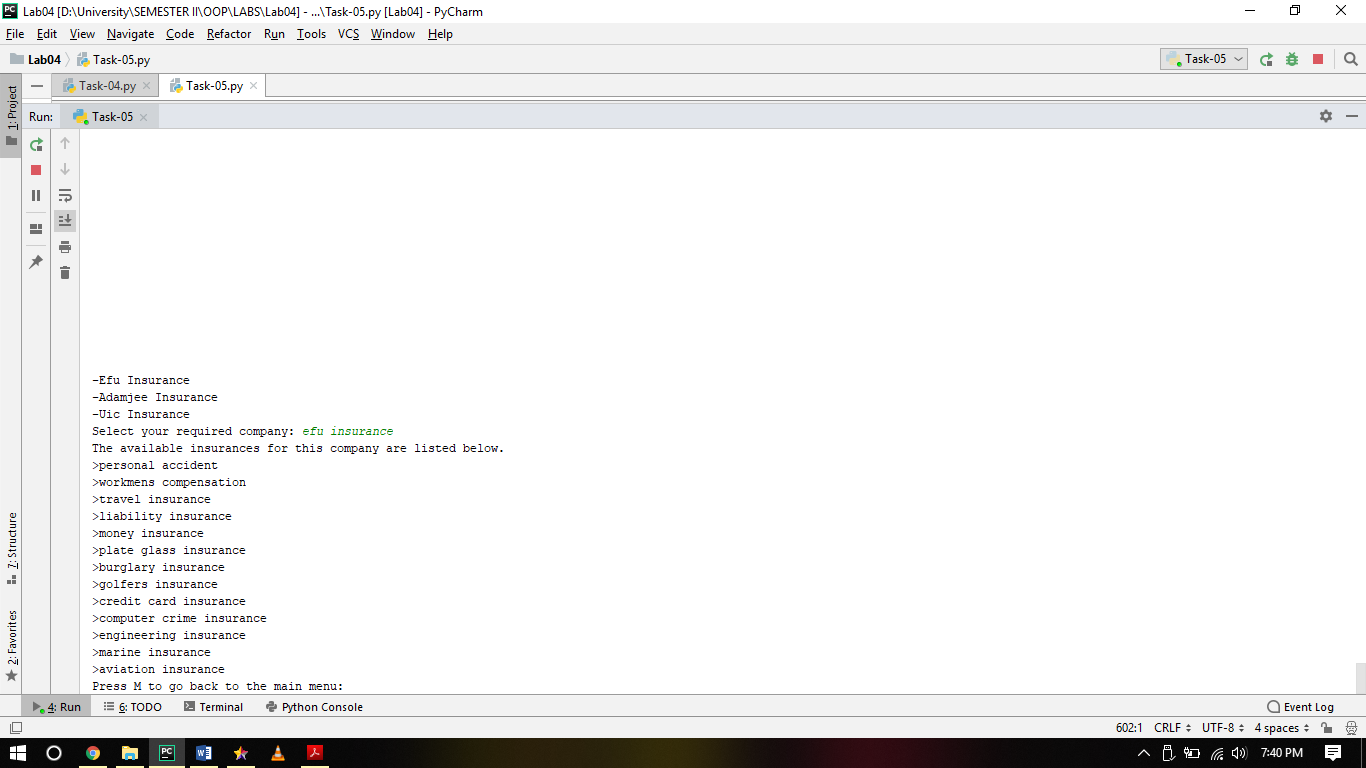 Lab04 [D:\University\SEMESTER II\OOP\LABS\Lab04] - ...\Task-05.py [Lab04] - PyCharm
File Edit View Navigate Code Refactor Run Tools VCS Window Help
Lab04 Task-05.py
Task-05
Task-04.py Task-05.py
1: Project
Run: Task-05
-Efu Insurance
-Adamjee Insurance
-Uic Insurance
Select your required company: efu insurance
The available insurances for this company are listed below.
>personal accident
>workmens compensation
>travel insurance
>liability insurance
>money insurance
>plate glass insurance
>burglary insurance
>golfers insurance
>credit card insurance
>computer crime insurance
>engineering insurance
>marine insurance
>aviation insurance
Press M to go back to the main menu:
7: Structure
2: Favorites
4: Run 6: TODO Terminal Python Console Event Log
602:1 CRLF UTF-8 4 spaces
PC W 7:40 PM